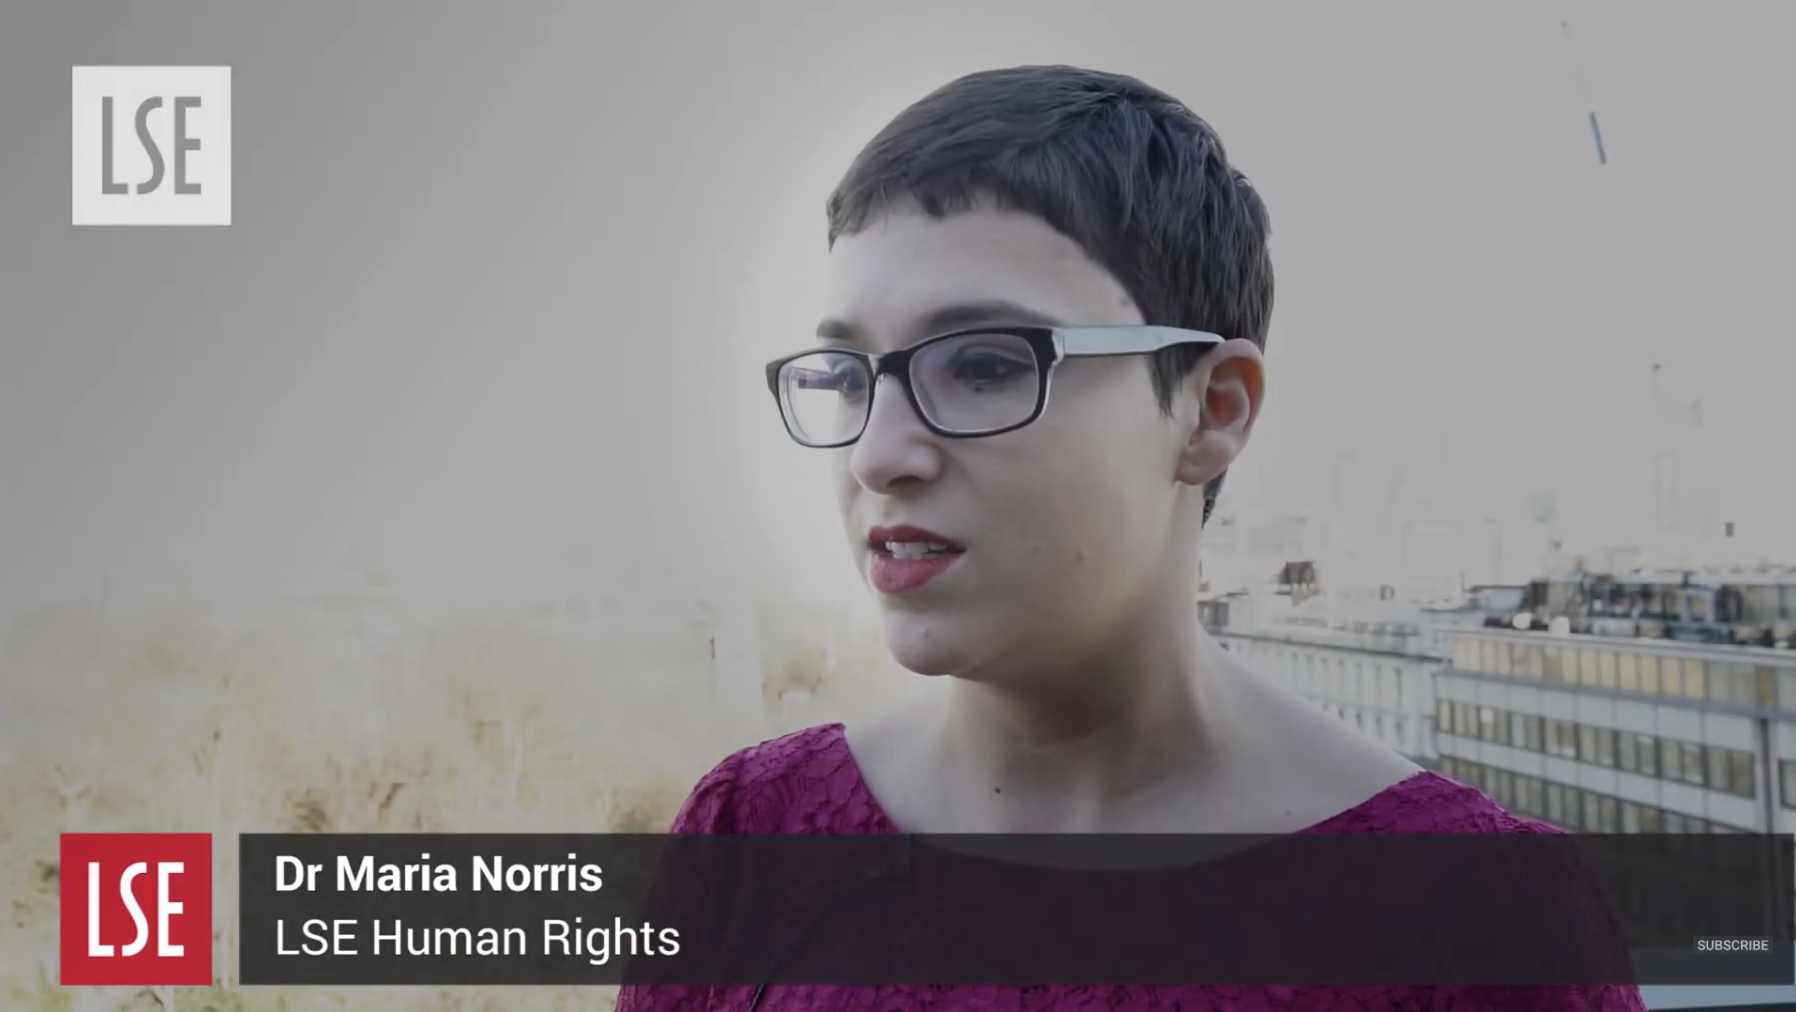 LSE
LSE
Dr Maria Norris
LSE Human Rights
SUBSCRIBE